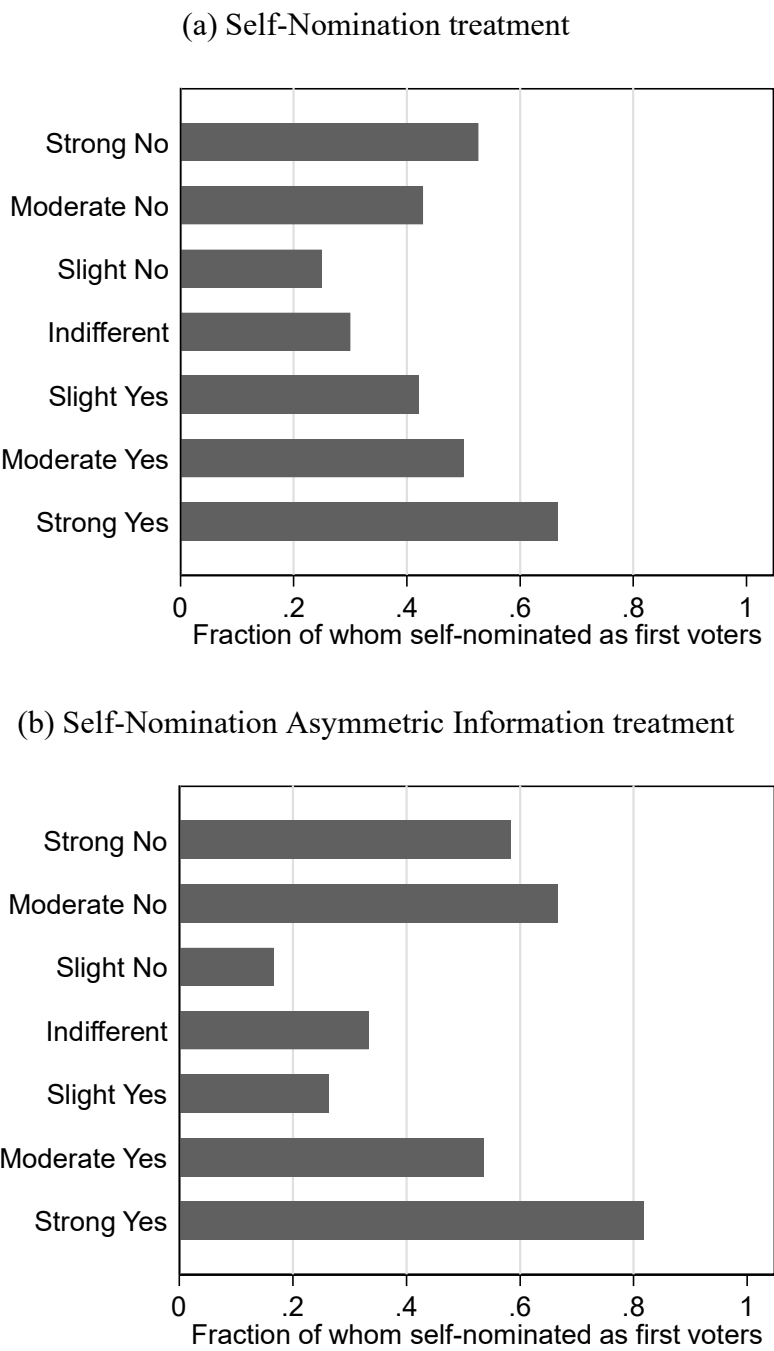 (a) Self-Nomination treatment
Strong No
Moderate No
Slight No
Indifferent
Slight Yes
Moderate Yes
Strong Yes
0 .2 .4 .6 .8 1
Fraction of whom self-nominated as first voters
(b) Self-Nomination Asymmetric Information treatment
Strong No
Moderate No
Slight No
Indifferent
Slight Yes
Moderate Yes
Strong Yes
0 .2 .4 .6 .8 1
Fraction of whom self-nominated as first voters